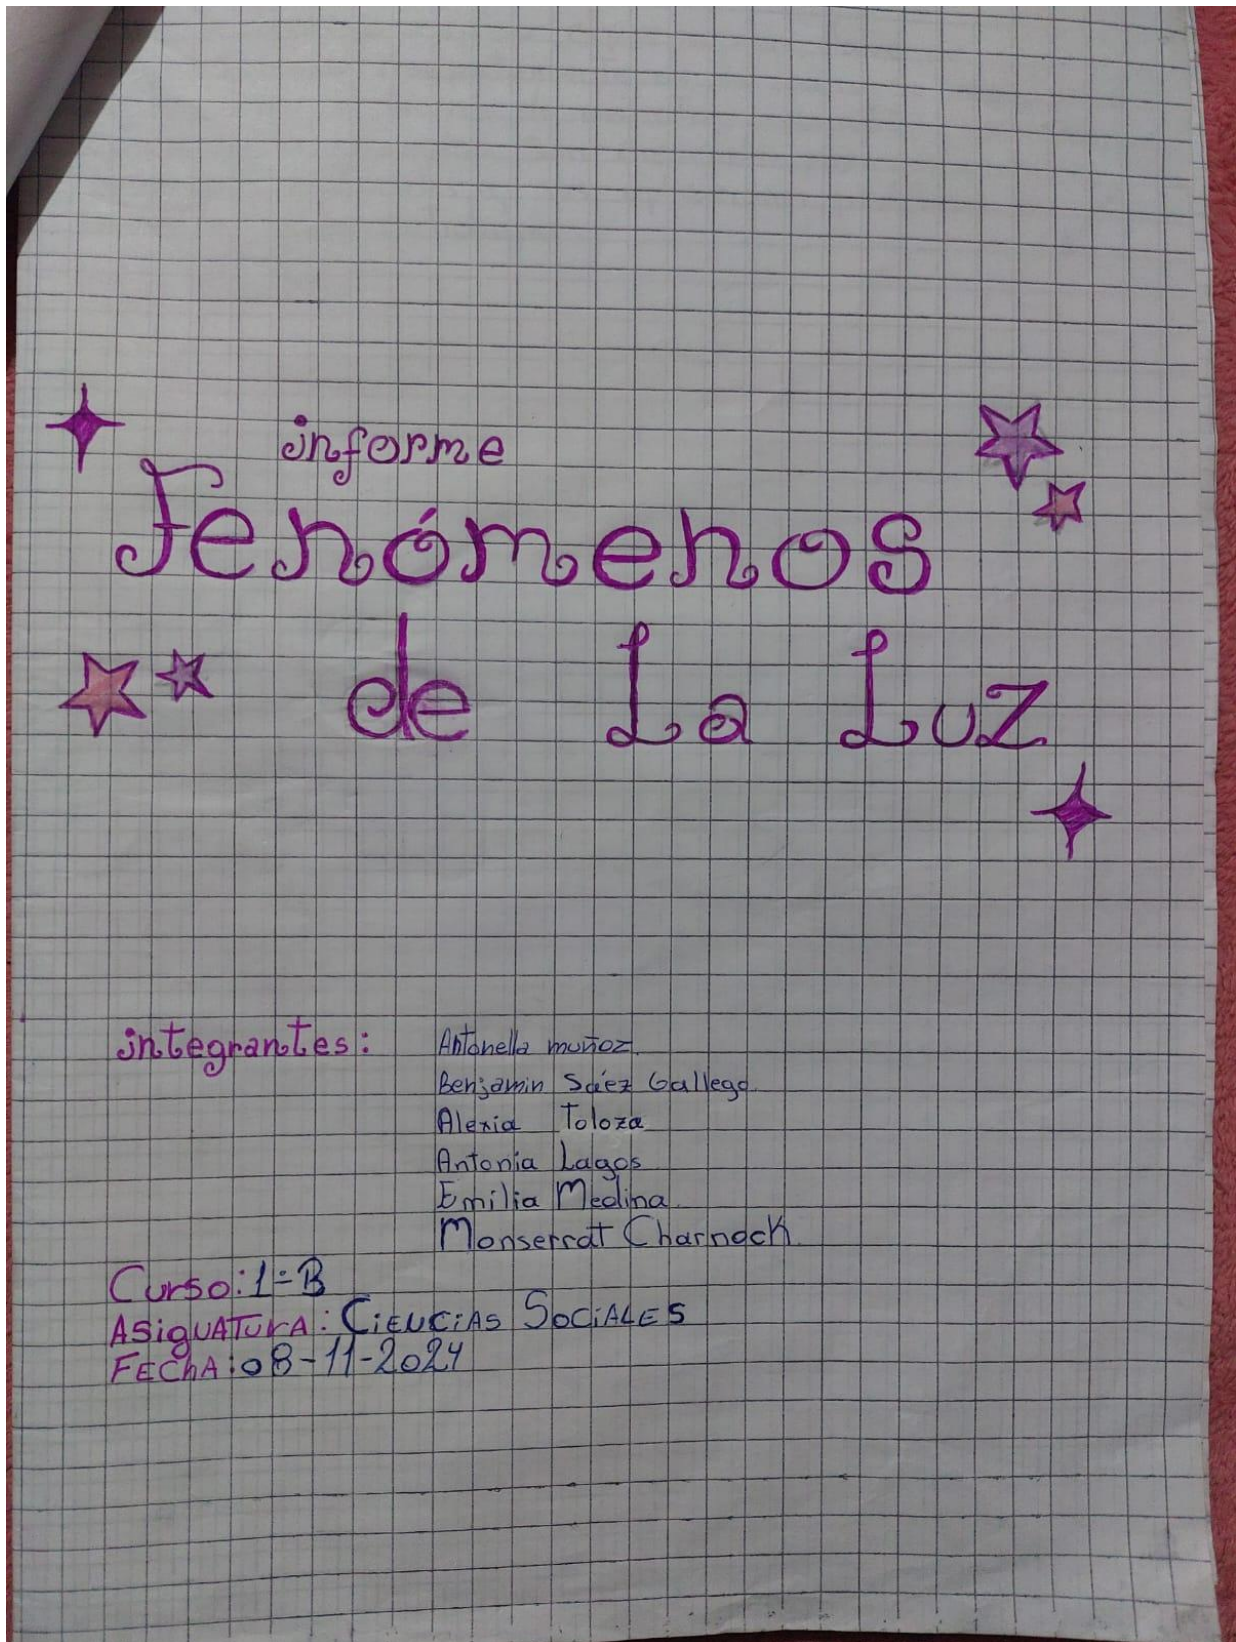 informe
Fenómenos
de La Luz
integrantes: Antonella muñoz.
Benjamin Sáez Gallego
Alexia Toloza
Antonia Lagos
Emilia Medina.
Monserrat Charnock.
Curso: 1-B
ASiguATURA: CiENCiAS SOCiALES
FEChA: 08-11-2024